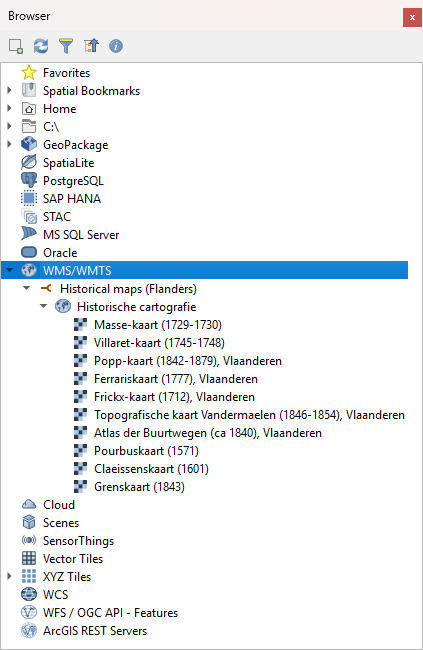 Browser
Favorites
Spatial Bookmarks
Home
C:\
GeoPackage
SpatiaLite
PostgreSQL
SAP HANA
STAC
MS SQL Server
Oracle
WMS/WMTS
Historical maps (Flanders)
Historische cartografie
Masse-kaart (1729-1730)
Villaret-kaart (1745-1748)
Popp-kaart (1842-1879), Vlaanderen
Ferrariskaart (1777), Vlaanderen
Frickx-kaart (1712), Vlaanderen
Topografische kaart Vandermaelen (1846-1854), Vlaanderen
Atlas der Buurtwegen (ca 1840), Vlaanderen
Pourbuskaart (1571)
Claeissenskaart (1601)
Grenskaart (1843)
Cloud
Scenes
SensorThings
Vector Tiles
XYZ Tiles
WCS
WFS / OGC API - Features
ArcGIS REST Servers